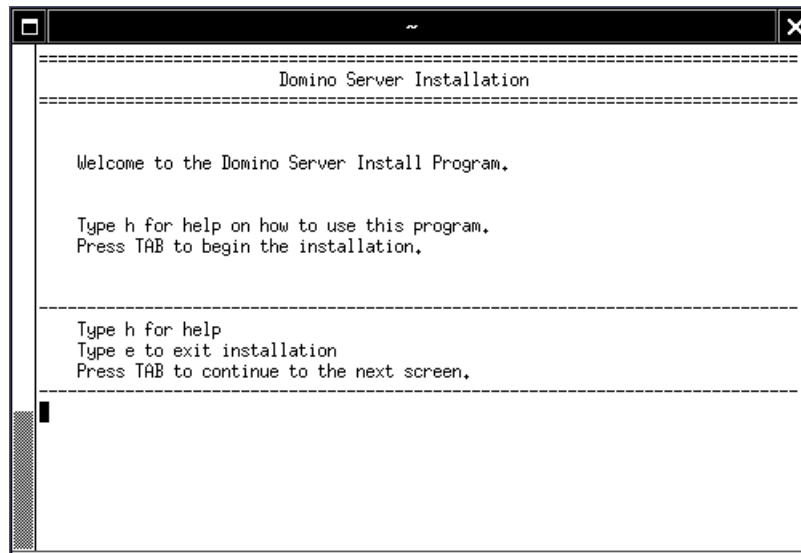 ~
Domino Server Installation
Welcome to the Domino Server Install Program.
Type h for help on how to use this program.
Press TAB to begin the installation.
Type h for help
Type e to exit installation
Press TAB to continue to the next screen.